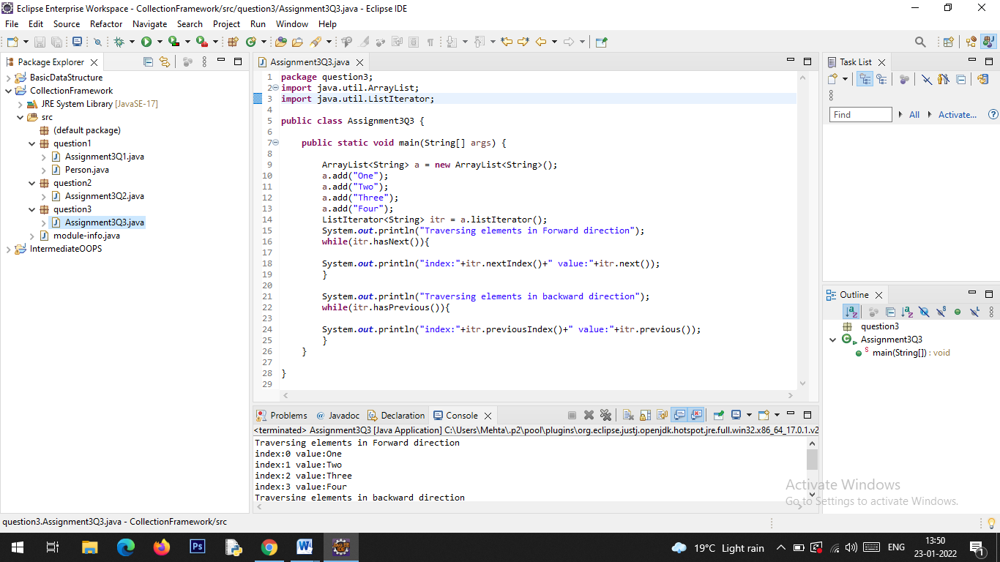 Eclipse Enterprise Workspace - CollectionFramework/src/question3/Assignment3Q3.java - Eclipse IDE
File Edit Source Refactor Navigate Search Project Run Window Help
Package Explorer
BasicDataStructure
CollectionFramework
JRE System Library [JavaSE-17]
src
(default package)
question1
Assignment3Q1.java
Person.java
question2
Assignment3Q2.java
question3
Assignment3Q3.java
module-info.java
IntermediateOOPS
Assignment3Q3.java
1 package question3;
2 import java.util.ArrayList;
3 import java.util.ListIterator;
4
5 public class Assignment3Q3 {
6
7 public static void main(String[] args) {
8
9 ArrayList<String> a = new ArrayList<String>();
10 a.add("One");
11 a.add("Two");
12 a.add("Three");
13 a.add("Four");
14 ListIterator<String> itr = a.listIterator();
15 System.out.println("Traversing elements in Forward direction");
16 while(itr.hasNext()){
17
18 System.out.println("index:"+itr.nextIndex()+" value:"+itr.next());
19 }
20
21 System.out.println("Traversing elements in backward direction");
22 while(itr.hasPrevious()){
23
24 System.out.println("index:"+itr.previousIndex()+" value:"+itr.previous());
25 }
26 }
27
28 }
29
Problems Javadoc Declaration Console
<terminated> Assignment3Q3 [Java Application] C:\Users\Mehta\.p2\pool\plugins\org.eclipse.justj.openjdk.hotspot.jre.full.win32.x86_64_17.0.1.v2
Traversing elements in Forward direction
index:0 value:One
index:1 value:Two
index:2 value:Three
index:3 value:Four
Traversing elements in backward direction
Task List
Find All Activate...
Outline
question3
Assignment3Q3
main(String[]) : void
Activate Windows
Go to Settings to activate Windows.
question3.Assignment3Q3.java - CollectionFramework/src
19°C Light rain
ENG
13:50
23-01-2022
1